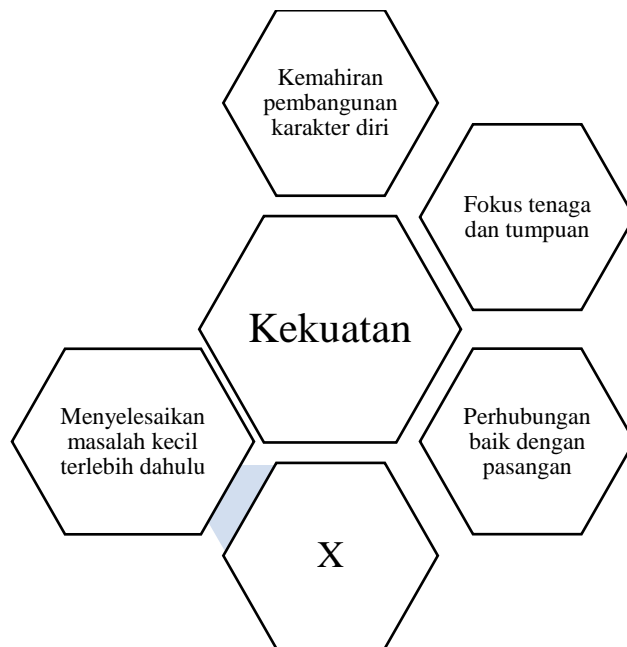 Kemahiran
pembangunan
karakter diri
Fokus tenaga
dan tumpuan
Kekuatan
Menyelesaikan
masalah kecil
terlebih dahulu
Perhubungan
baik dengan
pasangan
X